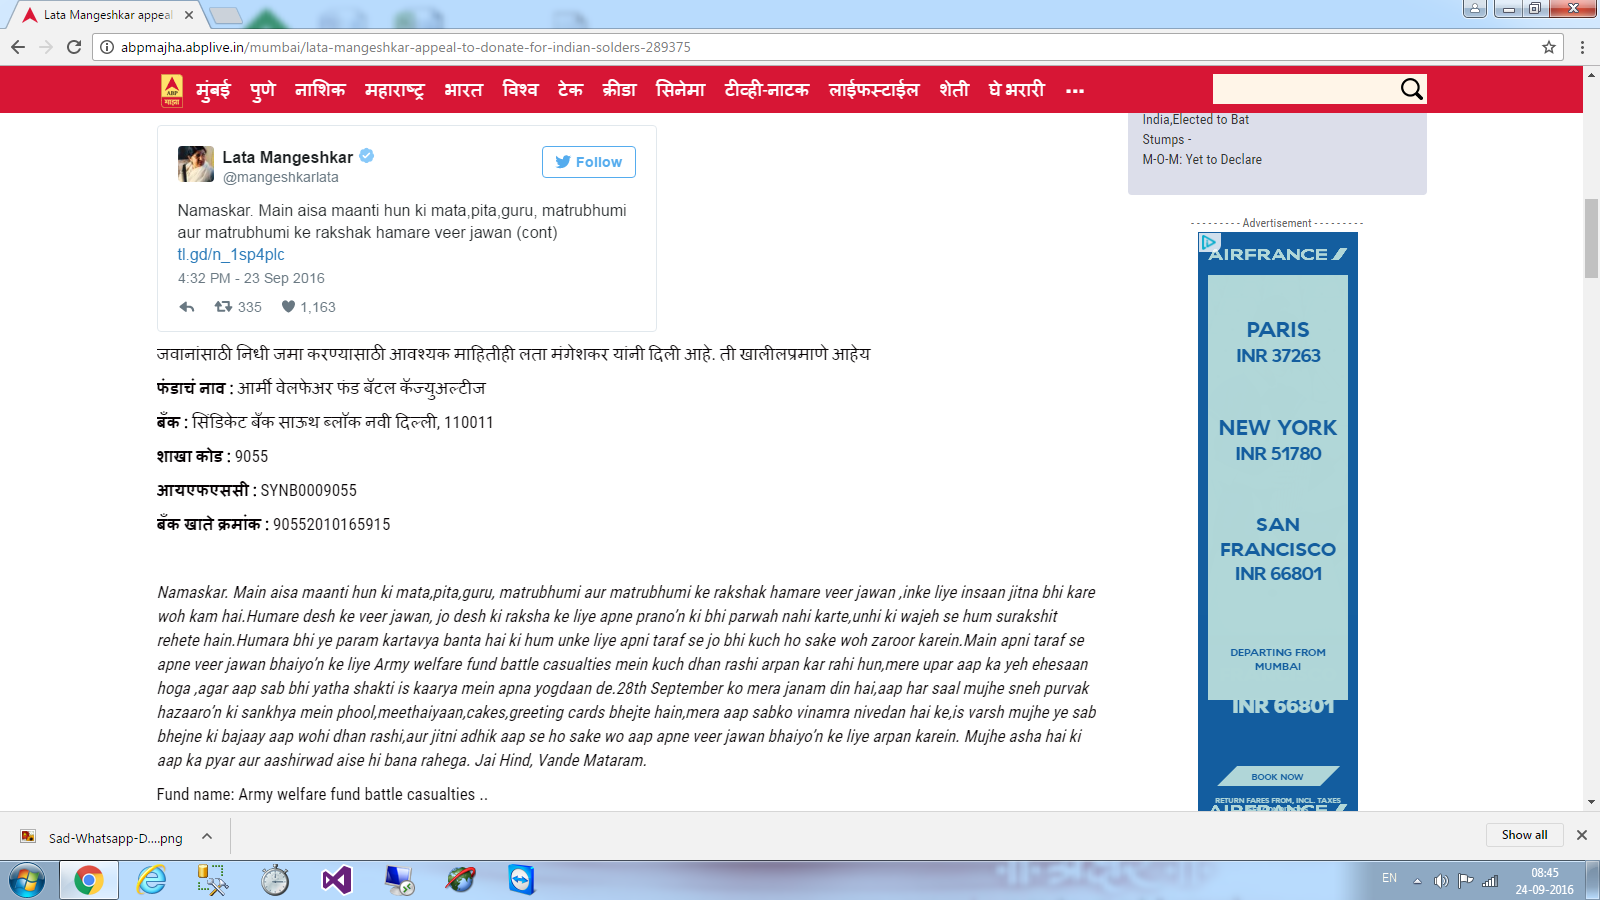 Lata Mangeshkar appeal
abpmajha.abplive.in/mumbai/lata-mangeshkar-appeal-to-donate-for-indian-solders-289375
ABP
माझा
मुंबई पुणे नाशिक महाराष्ट्र भारत विश्व टेक क्रीडा सिनेमा टीव्ही-नाटक लाईफस्टाईल शेती घे भरारी ...
India,Elected to Bat
Stumps -
M-O-M: Yet to Declare
Lata Mangeshkar
@mangeshkarlata
Follow
Namaskar. Main aisa maanti hun ki mata,pita,guru, matrubhumi
aur matrubhumi ke rakshak hamare veer jawan (cont)
tl.gd/n_1sp4plc
4:32 PM - 23 Sep 2016
335 1,163
जवानांसाठी निधी जमा करण्यासाठी आवश्यक माहितीही लता मंगेशकर यांनी दिली आहे. ती खालीलप्रमाणे आहेय
फंडाचं नाव : आर्मी वेलफेअर फंड बॅटल कॅज्युअल्टीज
बँक : सिंडिकेट बँक साऊथ ब्लॉक नवी दिल्ली, 110011
शाखा कोड : 9055
आयएफएससी : SYNB0009055
बँक खाते क्रमांक : 90552010165915
Namaskar. Main aisa maanti hun ki mata,pita,guru, matrubhumi aur matrubhumi ke rakshak hamare veer jawan ,inke liye insaan jitna bhi kare
woh kam hai.Humare desh ke veer jawan, jo desh ki raksha ke liye apne prano’n ki bhi parwah nahi karte,unhi ki wajeh se hum surakshit
rehete hain.Humara bhi ye param kartavya banta hai ki hum unke liye apni taraf se jo bhi kuch ho sake woh zaroor karein.Main apni taraf se
apne veer jawan bhaiyo’n ke liye Army welfare fund battle casualties mein kuch dhan rashi arpan kar rahi hun,mere upar aap ka yeh ehesaan
hoga ,agar aap sab bhi yatha shakti is kaarya mein apna yogdaan de.28th September ko mera janam din hai,aap har saal mujhe sneh purvak
hazaaro’n ki sankhya mein phool,meethaiyaan,cakes,greeting cards bhejte hain,mera aap sabko vinamra nivedan hai ke,is varsh mujhe ye sab
bhejne ki bajaay aap wohi dhan rashi,aur jitni adhik aap se ho sake wo aap apne veer jawan bhaiyo’n ke liye arpan karein. Mujhe asha hai ki
aap ka pyar aur aashirwad aise hi bana rahega. Jai Hind, Vande Mataram.
Fund name: Army welfare fund battle casualties ..
--------- Advertisement ---------
AIRFRANCE
PARIS
INR 37263
NEW YORK
INR 51780
SAN
FRANCISCO
INR 66801
DEPARTING FROM
MUMBAI
INR 66801
BOOK NOW
RETURN FARES FROM, INCL. TAXES
AIRFRANCE
Sad-Whatsapp-D....png
Show all
EN
08:45
24-09-2016